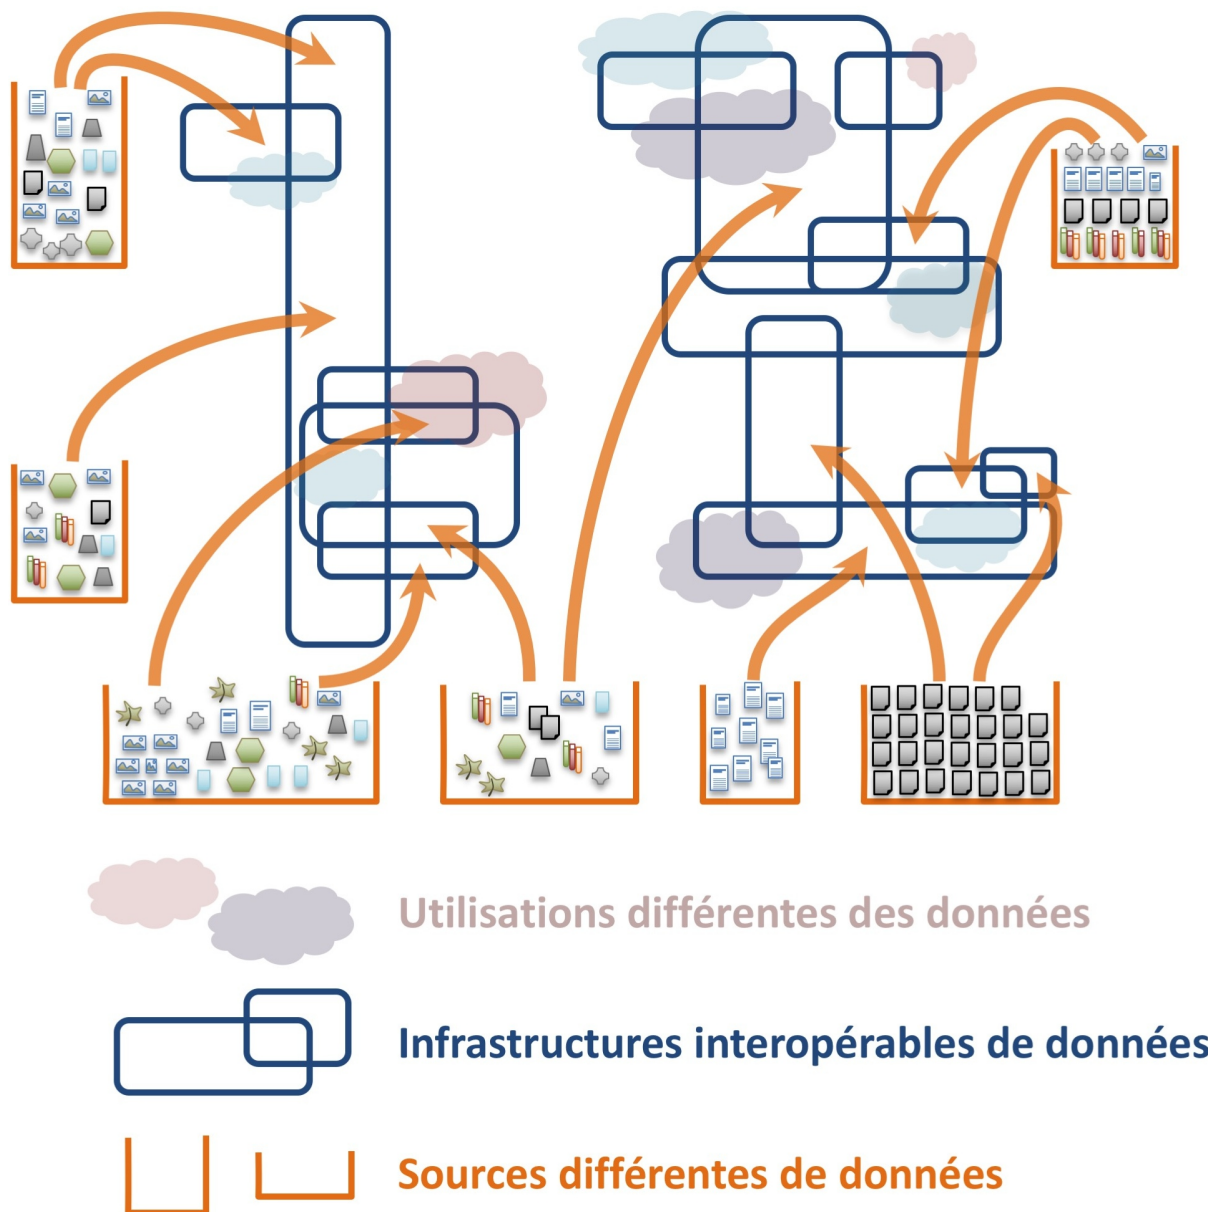 Utilisations différentes des données
Infrastructures interopérables de données
Sources différentes de données